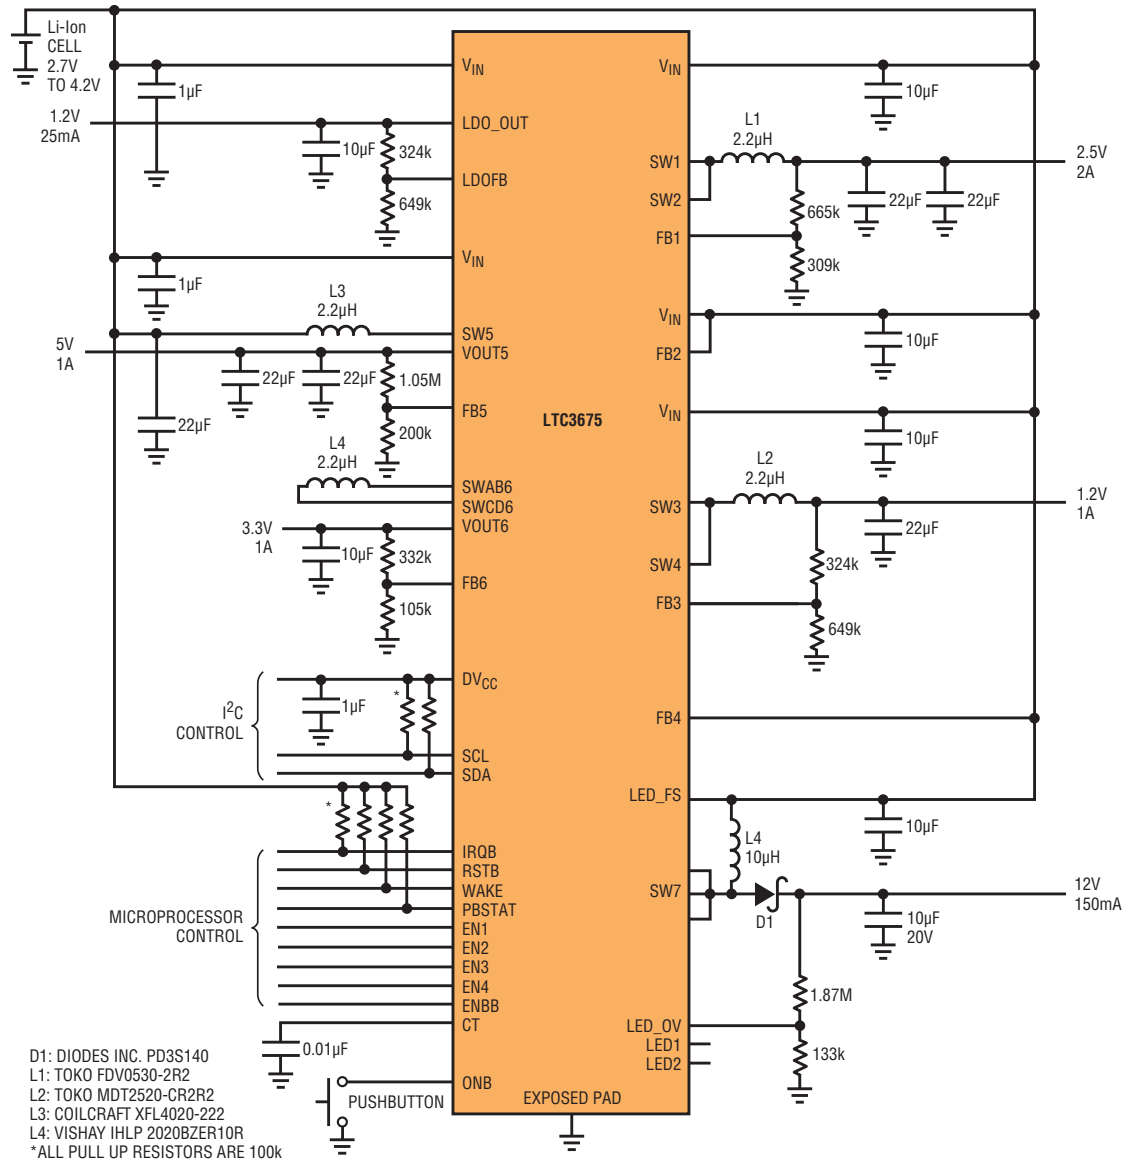 Li-Ion
CELL
2.7V
TO 4.2V
VIN
1µF
1.2V
25mA
LDO_OUT
10µF
324k
LDOFB
649k
VIN
1µF
L3
2.2µH
SW5
5V
1A
VOUT5
22µF
22µF
1.05M
FB5
22µF
200k
L4
2.2µH
SWAB6
SWCD6
3.3V
1A
VOUT6
10µF
332k
FB6
105k
DVCC
*
1µF
I2C
CONTROL
SCL
SDA
*
IRQB
RSTB
WAKE
PBSTAT
MICROPROCESSOR
CONTROL
EN1
EN2
EN3
EN4
ENBB
CT
0.01µF
ONB
PUSHBUTTON
LTC3675
EXPOSED PAD
VIN
10µF
L1
2.2µH
SW1
2.5V
2A
SW2
22µF
22µF
665k
FB1
309k
VIN
10µF
FB2
VIN
10µF
L2
2.2µH
SW3
1.2V
1A
22µF
SW4
324k
FB3
649k
FB4
LED_FS
10µF
L4
10µH
SW7
D1
12V
150mA
10µF
20V
1.87M
LED_OV
LED1
LED2
133k
D1: DIODES INC. PD3S140
L1: TOKO FDV0530-2R2
L2: TOKO MDT2520-CR2R2
L3: COILCRAFT XFL4020-222
L4: VISHAY IHLP 2020BZER10R
*ALL PULL UP RESISTORS ARE 100k